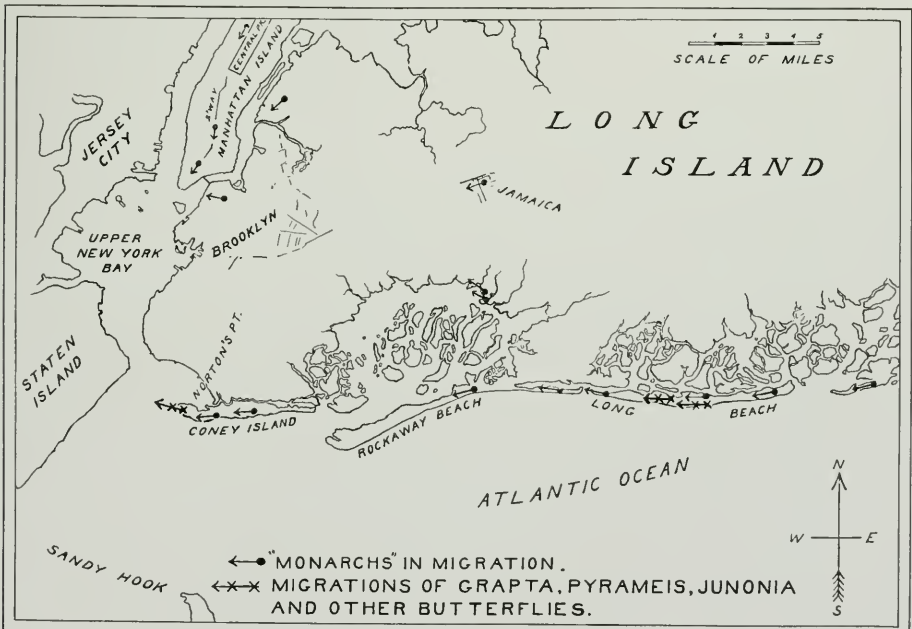 1 2 3 4 5
SCALE OF MILES
CENTRAL PK.
MANHATTAN ISLAND
B'WAY
JERSEY
CITY
LONG
ISLAND
JAMAICA
BROOKLYN
UPPER
NEW YORK
BAY
STATEN
ISLAND
NORTON'S PT.
CONEY ISLAND
ROCKAWAY BEACH
LONG BEACH
ATLANTIC OCEAN
N
W E
S
SANDY HOOK
"MONARCHS" IN MIGRATION.
MIGRATIONS OF GRAPTA, PYRAMEIS, JUNONIA
AND OTHER BUTTERFLIES.